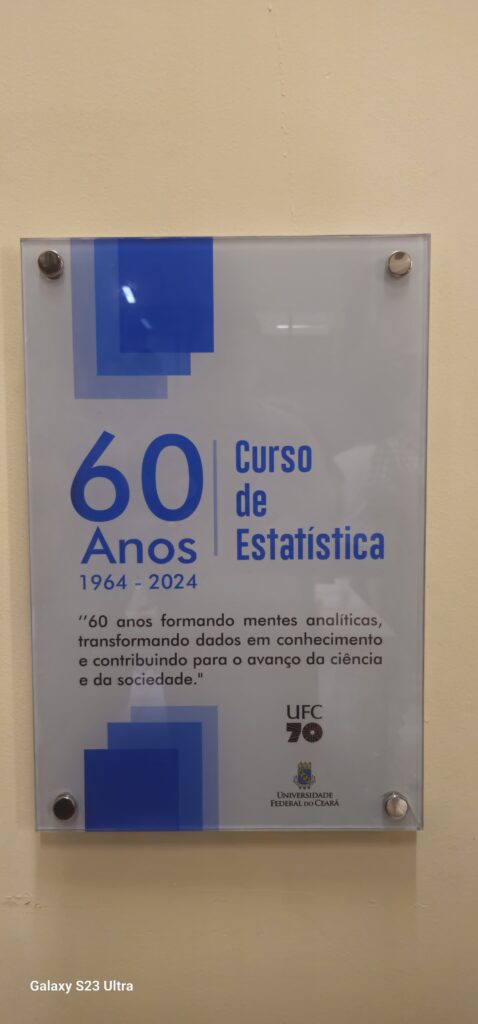 60
Anos
1964 - 2024
Curso
de
Estatística
‘’60 anos formando mentes analíticas,
transformando dados em conhecimento
e contribuindo para o avanço da ciência
e da sociedade."
UFC
70
UNIVERSIDADE
FEDERAL DO CEARÁ
Galaxy S23 Ultra